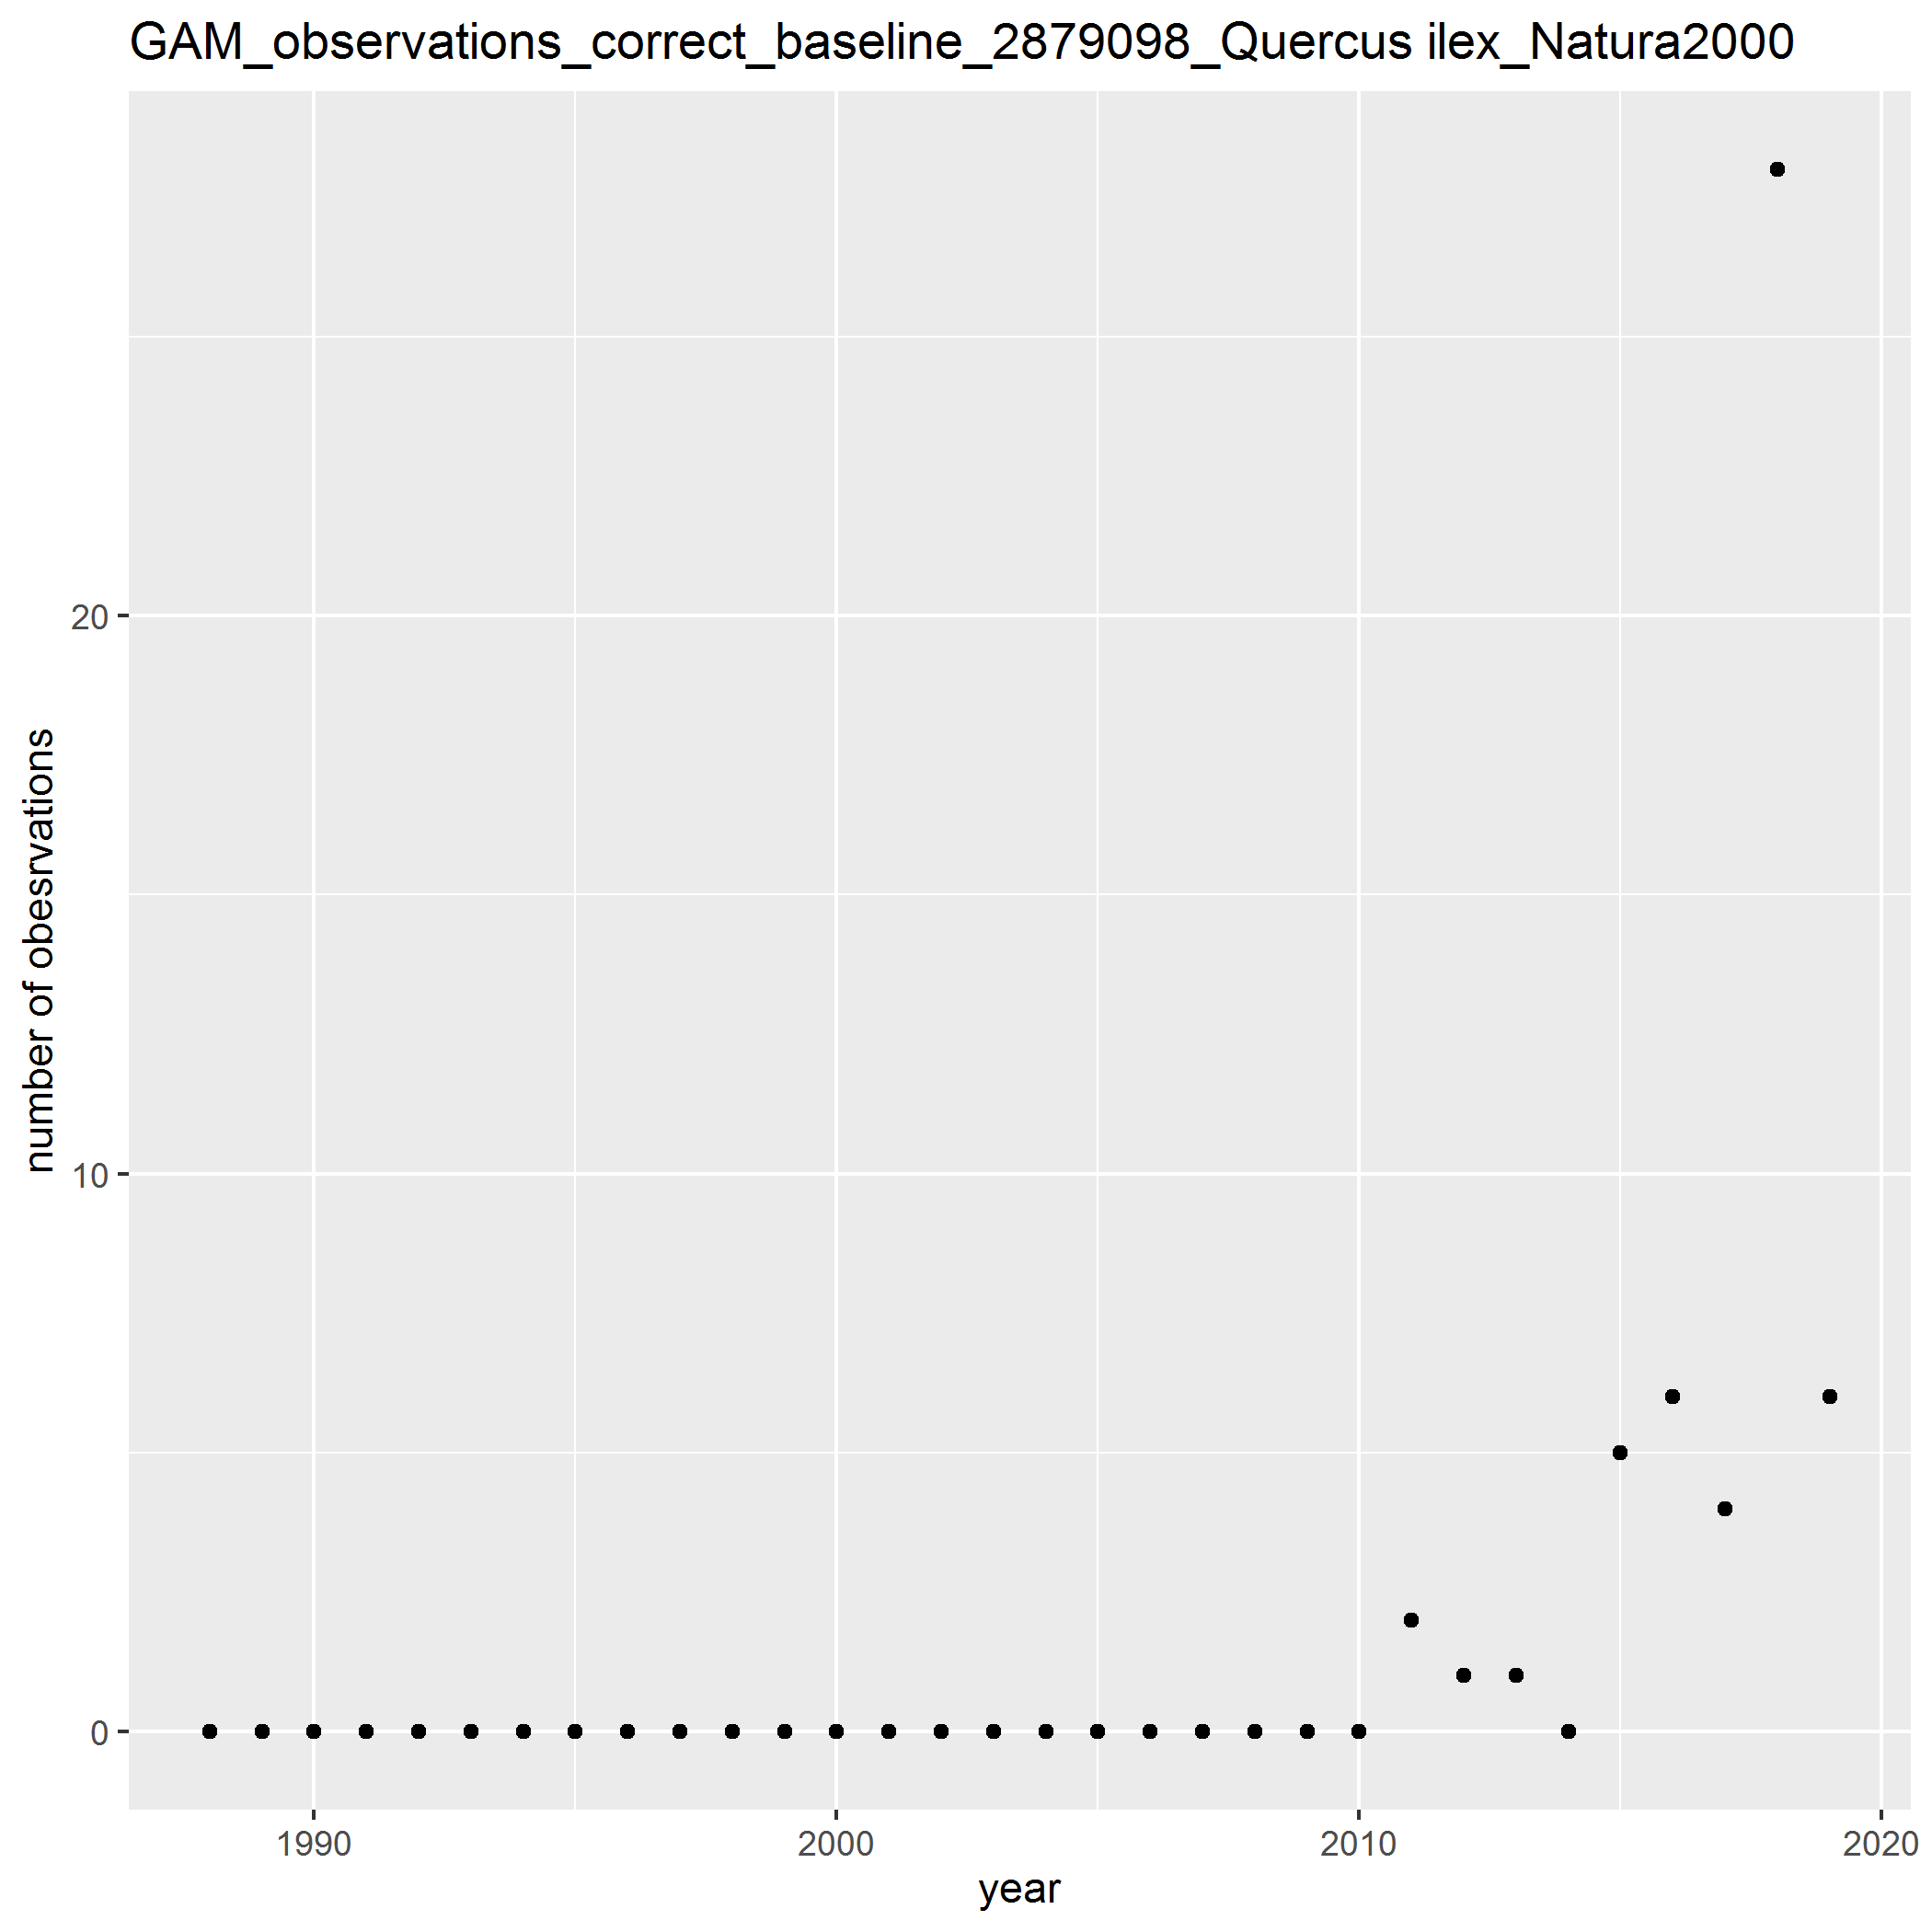 GAM_observations_correct_baseline_2879098_Quercus ilex_Natura2000
number of obesrvations
20
10
0
1990
2000
2010
2020
year